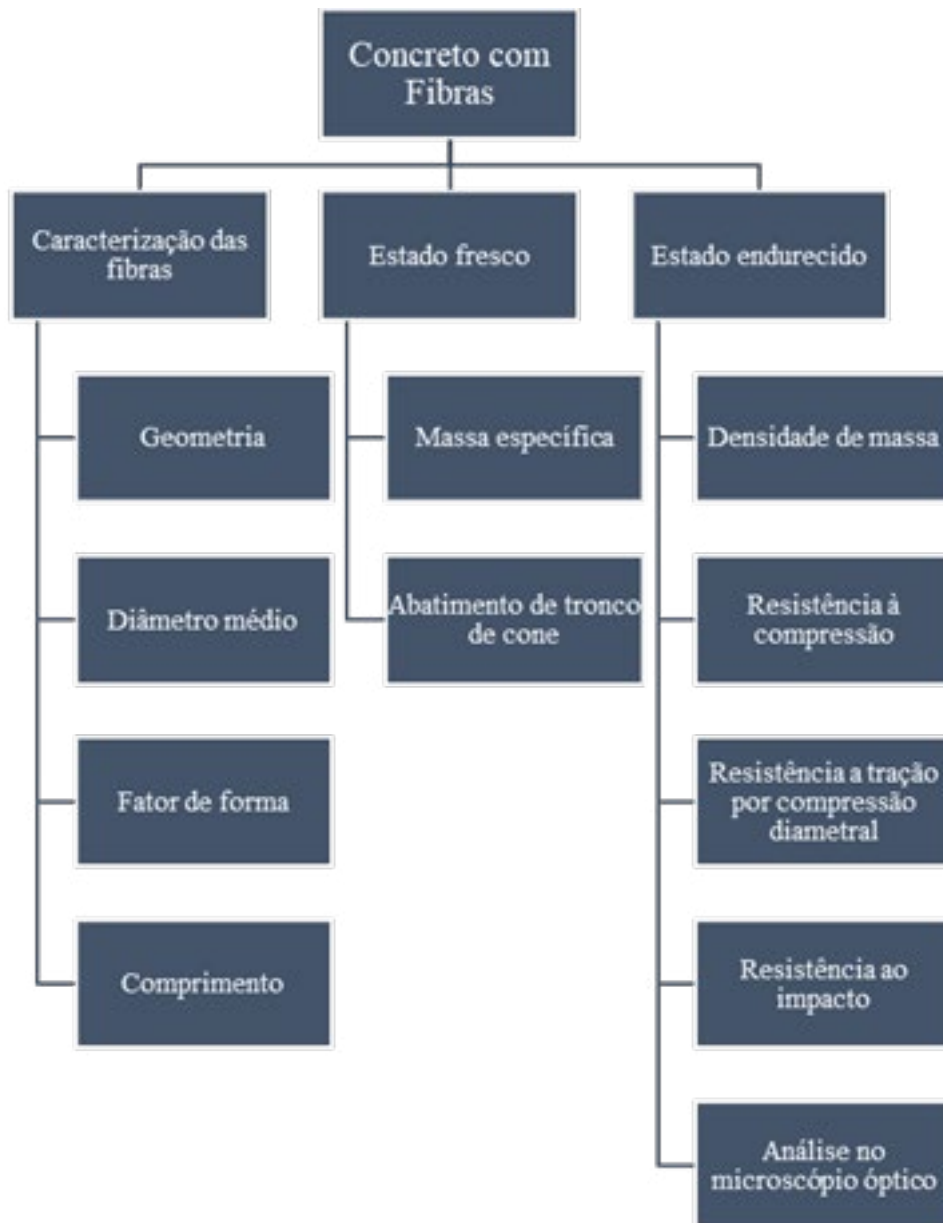 Concreto com
Fibras
Caracterização das
fibras
Estado fresco
Estado endurecido
Geometria
Massa específica
Densidade de massa
Diâmetro médio
Abatimento de tronco
de cone
Resistência à
compressão
Fator de forma
Resistência a tração
por compressão
diametral
Comprimento
Resistência ao
impacto
Análise no
microscópio óptico